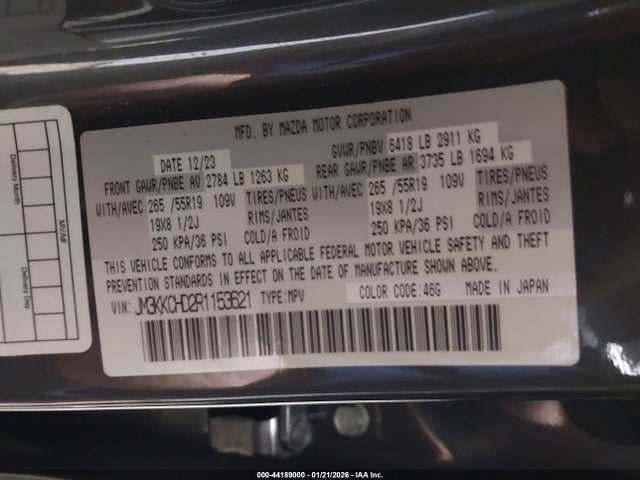 MFD. BY MAZDA MOTOR CORPORATION
DATE 12/23
GVWR/PNBV 6418 LB 2911 KG
FRONT GAWR/PNBE AV 2784 LB 1263 KG
REAR GAWR/PNBE AR 3735 LB 1694 KG
WITH/AVEC 265 /55R19 109V TIRES/PNEUS
19X8 1/2J RIMS/JANTES
250 KPA/36 PSI COLD/A FROID
WITH/AVEC 265 /55R19 109V TIRES/PNEUS
19X8 1/2J RIMS/JANTES
250 KPA/36 PSI COLD/A FROID
THIS VEHICLE CONFORMS TO ALL APPLICABLE FEDERAL MOTOR VEHICLE SAFETY AND THEFT
PREVENTION STANDARDS IN EFFECT ON THE DATE OF MANUFACTURE SHOWN ABOVE.
VIN: JM3KKCHD2R1153621 TYPE:MPV COLOR CODE:46G MADE IN JAPAN
Delivery Month
MVA8
Delivery Day
000-44189000 - 01/21/2026 - IAA Inc.